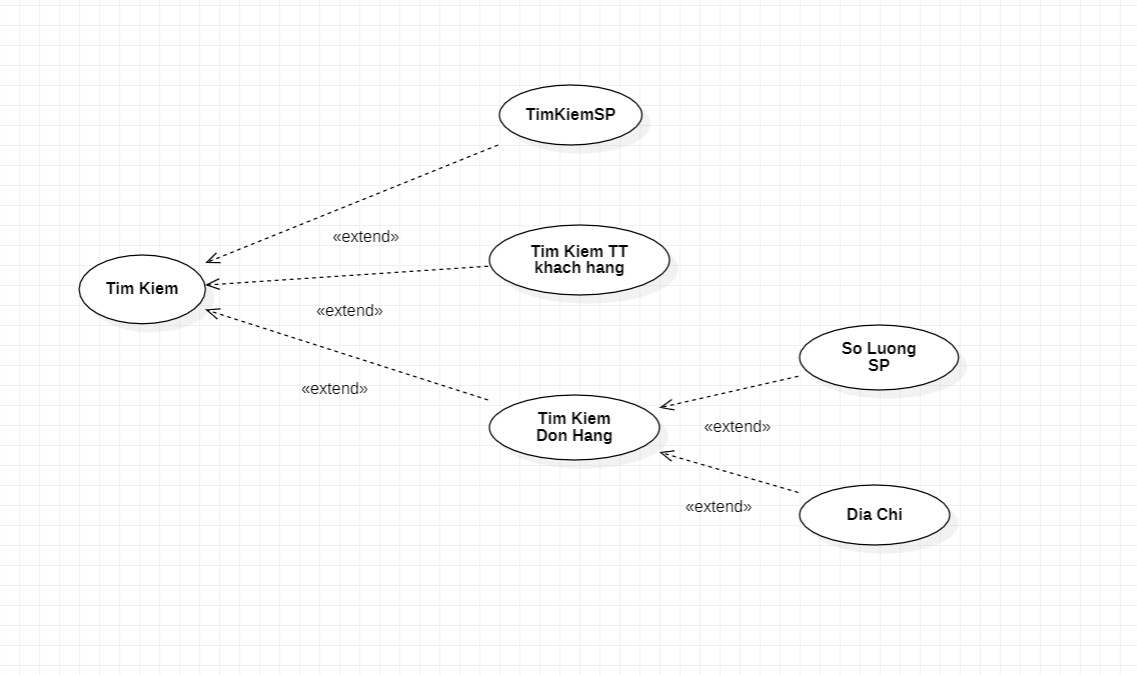 TimKiemSP
«extend»
Tim Kiem TT
khach hang
Tim Kiem
«extend»
So Luong
SP
«extend»
Tim Kiem
Don Hang
«extend»
«extend»
Dia Chi